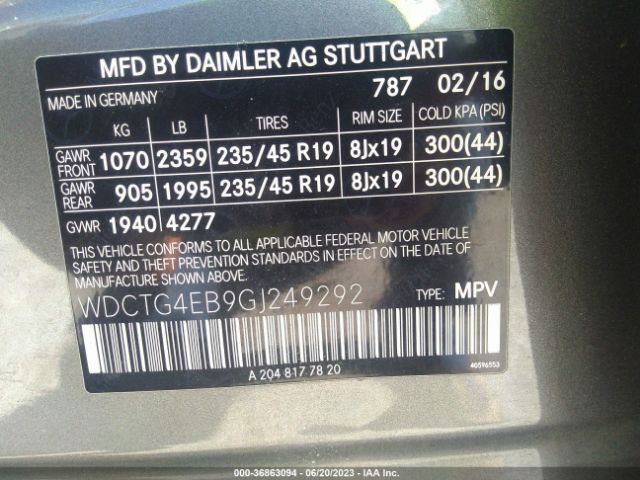 MFD BY DAIMLER AG STUTTGART
MADE IN GERMANY 787 02/16
KG LB TIRES RIM SIZE COLD KPA (PSI)
GAWR FRONT 1070 2359 235/45 R19 8Jx19 300(44)
GAWR REAR 905 1995 235/45 R19 8Jx19 300(44)
GVWR 1940 4277
THIS VEHICLE CONFORMS TO ALL APPLICABLE FEDERAL MOTOR VEHICLE
SAFETY AND THEFT PREVENTION STANDARDS IN EFFECT ON THE DATE OF
MANUFACTURE SHOWN ABOVE.
WDCTG4EB9GJ249292 TYPE: MPV
A 204 817 78 20 40596553
000-36863094 - 06/20/2023 - IAA Inc.